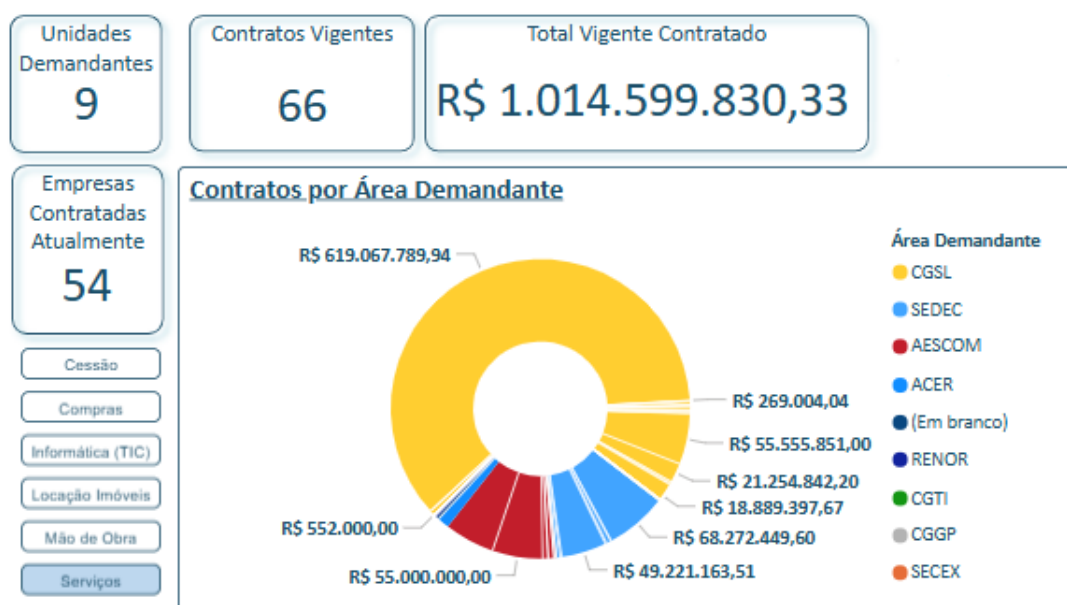 Unidades
Demandantes
9
Contratos Vigentes
66
Total Vigente Contratado
R$ 1.014.599.830,33
Empresas
Contratadas
Atualmente
54
Cessão
Compras
Informática (TIC)
Locação Imóveis
Mão de Obra
Serviços
Contratos por Área Demandante
R$ 619.067.789,94
R$ 269.004,04
R$ 55.555.851,00
R$ 21.254.842,20
R$ 18.889.397,67
R$ 68.272.449,60
R$ 49.221.163,51
R$ 55.000.000,00
R$ 552.000,00
Área Demandante
CGSL
SEDEC
AESCOM
ACER
(Em branco)
RENOR
CGTI
CGGP
SECEX